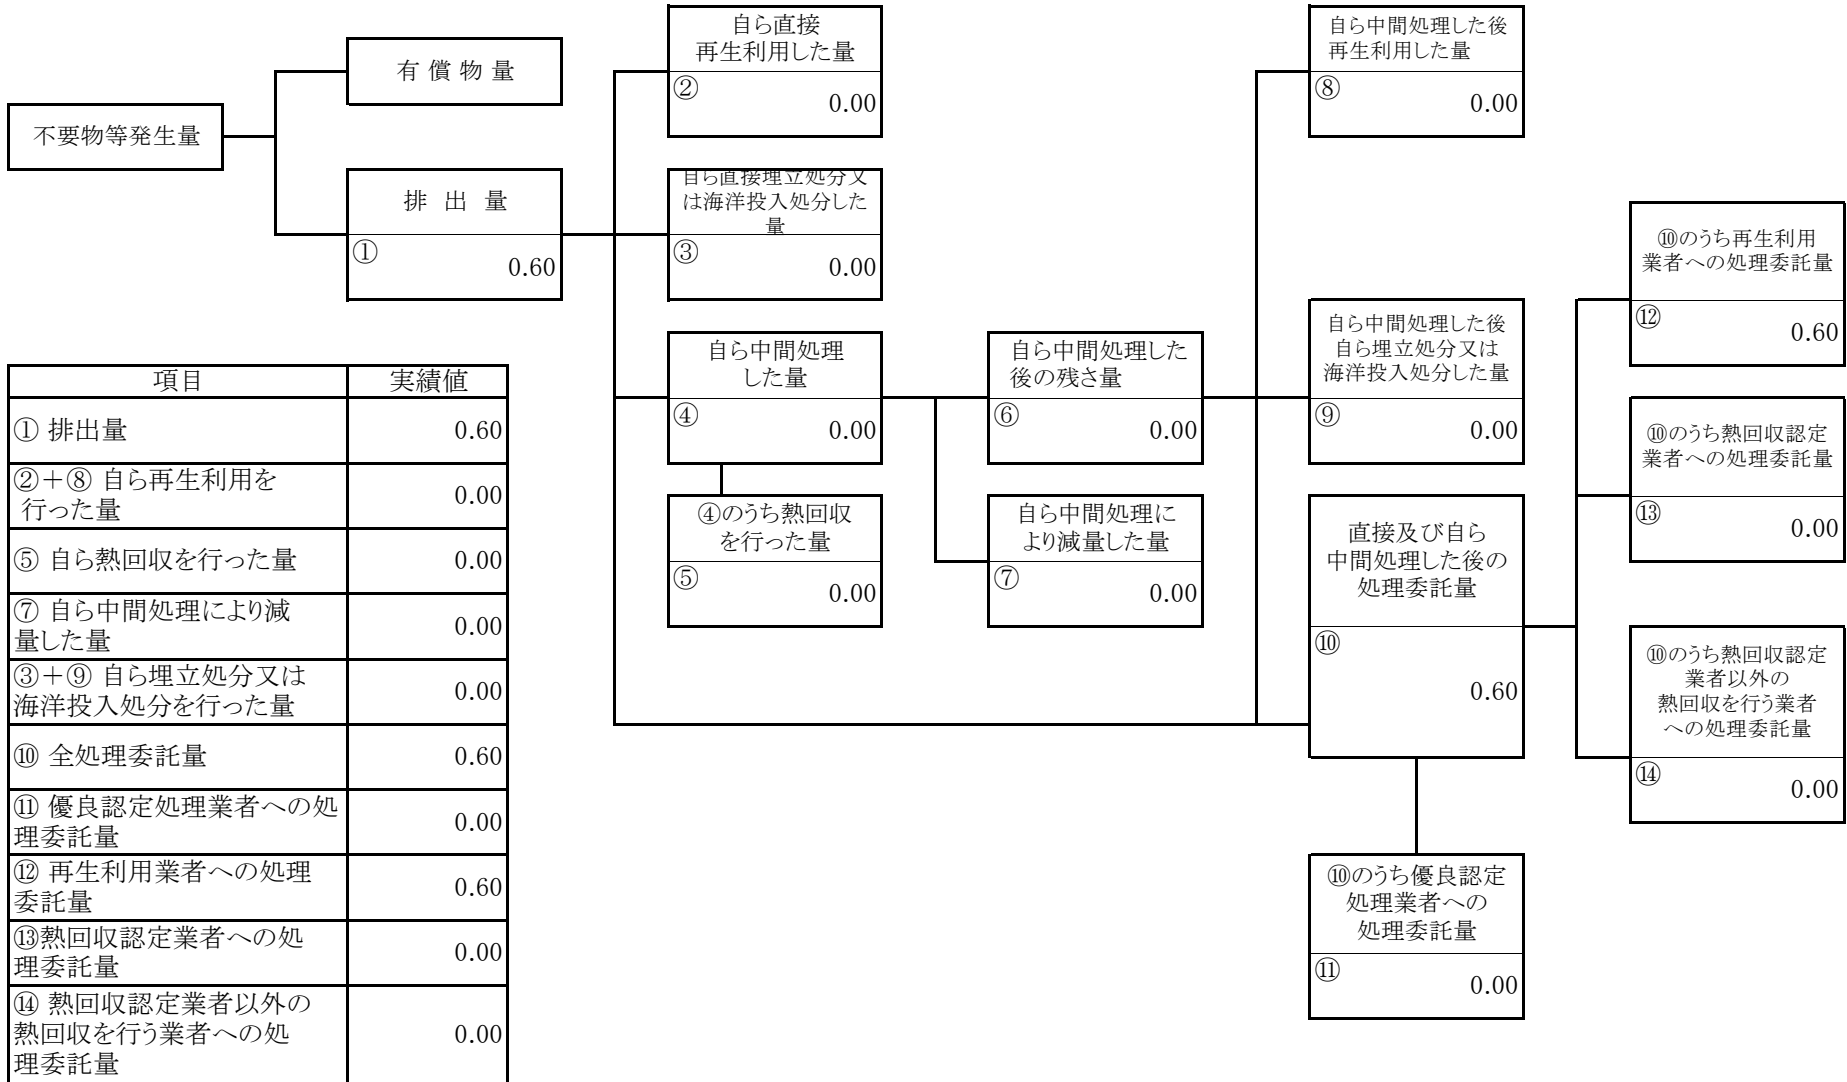 不要物等発生量
有 償 物 量
排 出 量
①
0.60
自ら直接
再生利用した量
②
0.00
自ら直接埋立処分又
は海洋投入処分した
量
③
0.00
自ら中間処理
した量
④
0.00
④のうち熱回収
を行った量
⑤
0.00
自ら中間処理した
後の残さ量
⑥
0.00
自ら中間処理に
より減量した量
⑦
0.00
自ら中間処理した後
再生利用した量
⑧
0.00
自ら中間処理した後
自ら埋立処分又は
海洋投入処分した量
⑨
0.00
直接及び自ら
中間処理した後の
処理委託量
⑩
0.60
⑩のうち優良認定
処理業者への
処理委託量
⑪
0.00
⑩のうち再生利用
業者への処理委託量
⑫
0.60
⑩のうち熱回収認定
業者への処理委託量
⑬
0.00
⑩のうち熱回収認定
業者以外の
熱回収を行う業者
への処理委託量
⑭
0.00
項目 実績値
① 排出量 0.60
②＋⑧ 自ら再生利用を
行った量 0.00
⑤ 自ら熱回収を行った量 0.00
⑦ 自ら中間処理により減
量した量 0.00
③＋⑨ 自ら埋立処分又は
海洋投入処分を行った量 0.00
⑩ 全処理委託量 0.60
⑪ 優良認定処理業者への処
理委託量 0.00
⑫ 再生利用業者への処理
委託量 0.60
⑬熱回収認定業者への処
理委託量 0.00
⑭ 熱回収認定業者以外の
熱回収を行う業者への処
理委託量 0.00